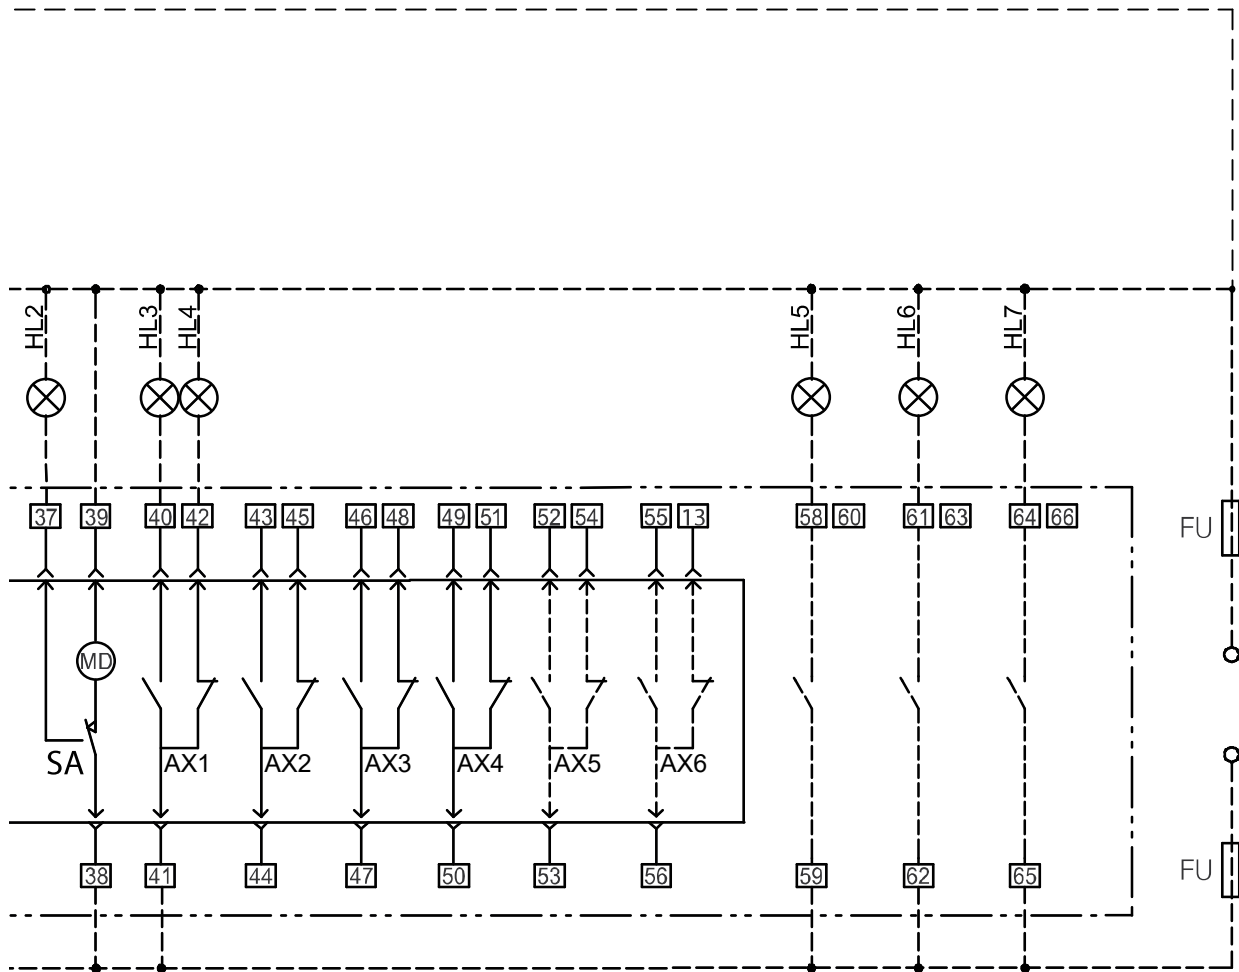 HL2 HL3 HL4 HL5 HL6 HL7
37 39 40 42 43 45 46 48 49 51 52 54 55 13 58 60 61 63 64 66
FU
MD
SA AX1 AX2 AX3 AX4 AX5 AX6
38 41 44 47 50 53 56 59 62 65
FU